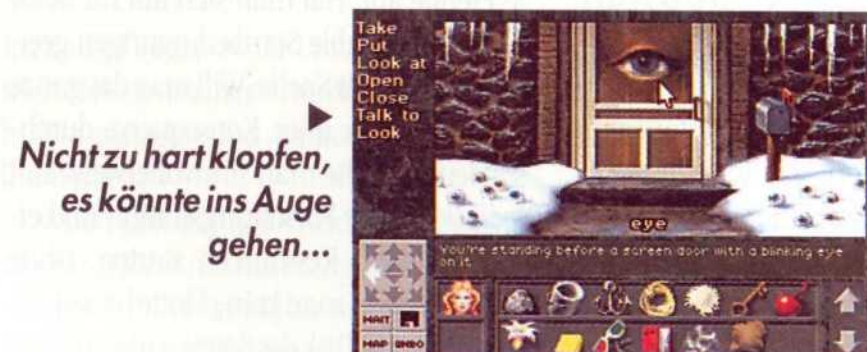 Nicht zu hart klopfen,
es könnte ins Auge
gehen...
Take
Put
Look at
Open
Close
Talk to
Look
eye
You're standing before a screen door with a blinking eye
on it.
WAIT
MAP UNDO